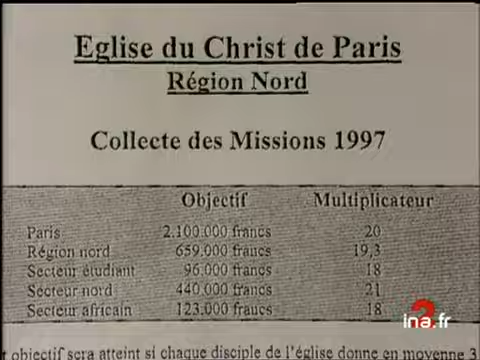 Eglise du Christ de Paris
Région Nord
Collecte des Missions 1997
Objectif Multiplicateur
Paris 2.100.000 francs 20
Région nord 659.000 francs 19,3
Secteur étudiant 96.000 francs 18
Secteur nord 440.000 francs 21
Secteur africain 123.000 francs 18
objectif sera atteint si chaque disciple de l'église donne en moyenne 3
2
ina.fr